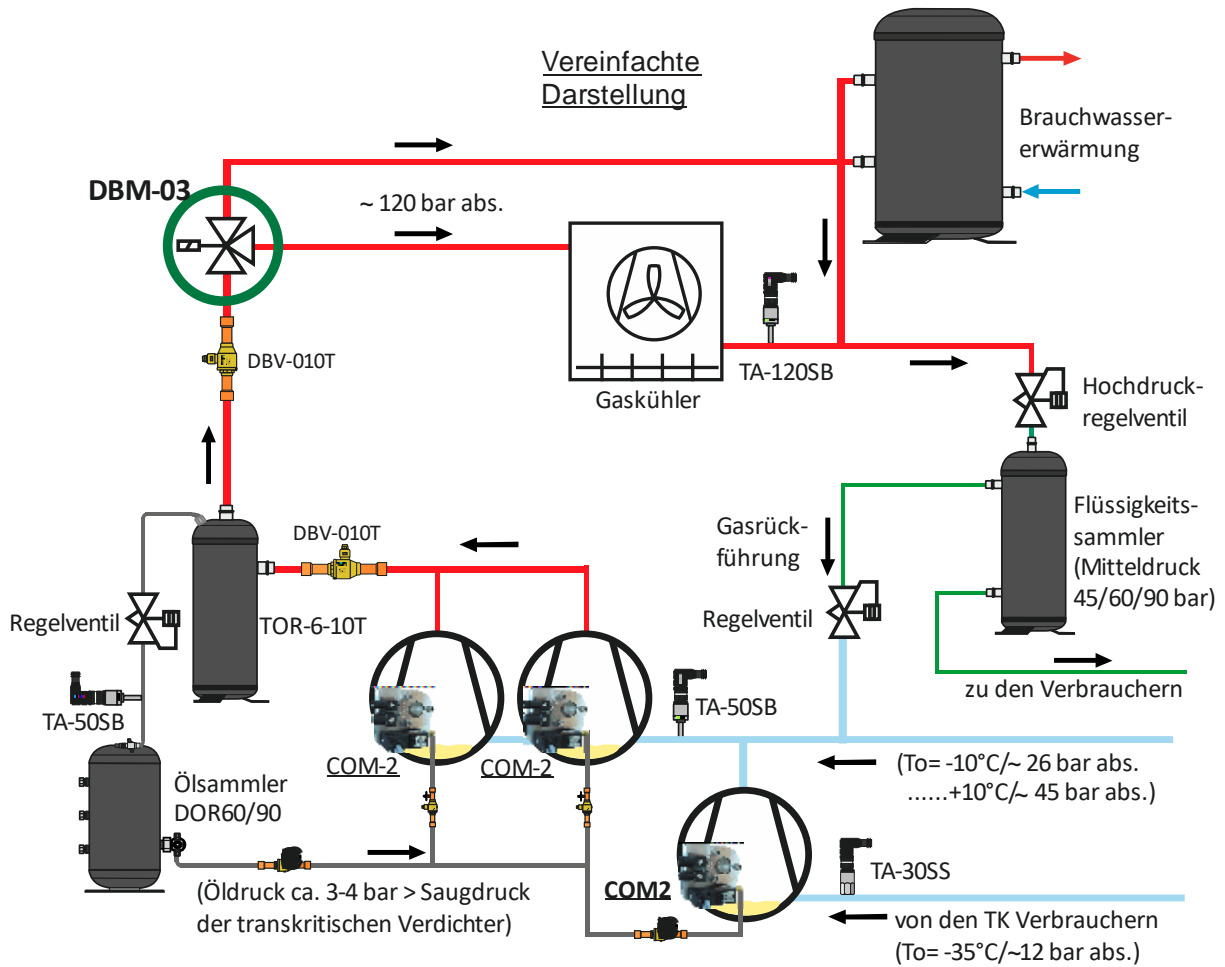 Vereinfachte
Darstellung
Brauchwasser-
erwärmung
DBM-03
~ 120 bar abs.
DBV-010T
TA-120SB
Gaskühler
Hochdruck-
regelventil
DBV-010T
Gasrück-
führung
Flüssigkeits-
sammler
(Mitteldruck
45/60/90 bar)
Regelventil
TOR-6-10T
Regelventil
TA-50SB
TA-50SB
zu den Verbrauchern
COM-2
COM-2
Ölsammler
DOR60/90
(To= -10°C/~ 26 bar abs.
......+10°C/~ 45 bar abs.)
(Öldruck ca. 3-4 bar > Saugdruck
der transkritischen Verdichter)
COM2
TA-30SS
von den TK Verbrauchern
(To= -35°C/~12 bar abs.)